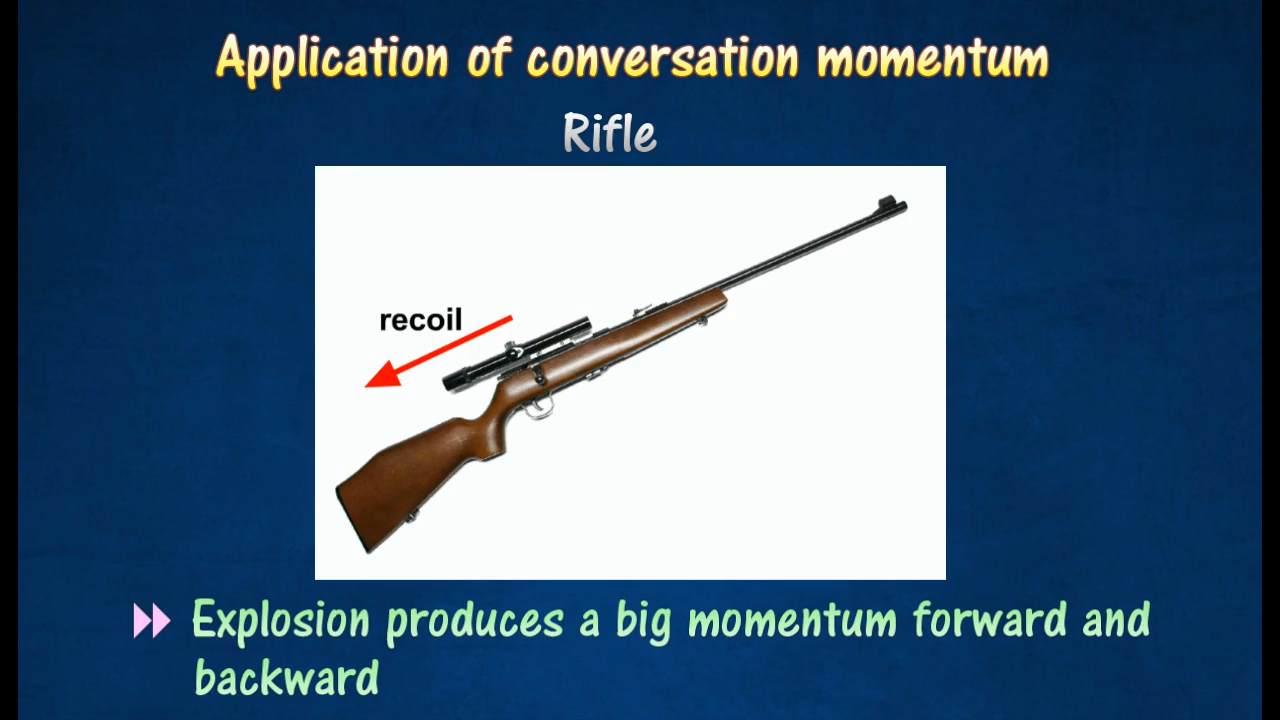 Application of conversation momentum
Rifle
recoil
Explosion produces a big momentum forward and
backward